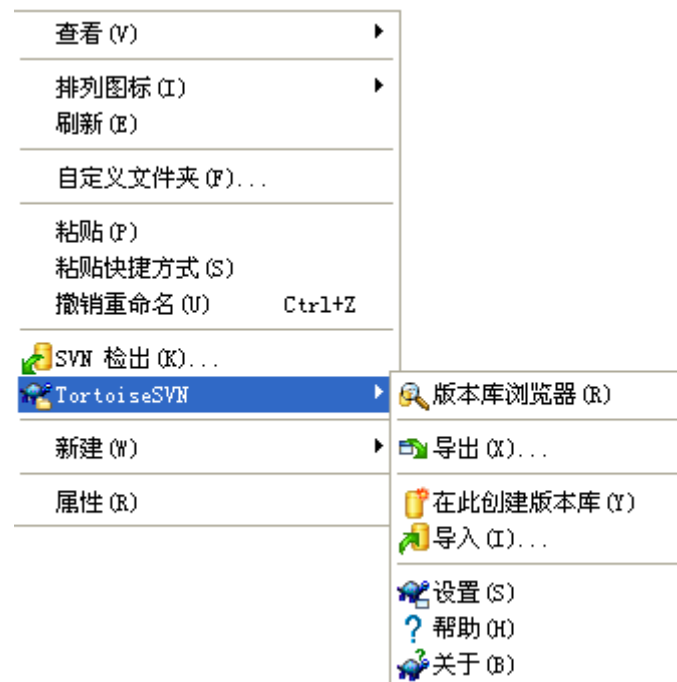 查看(V)
排列图标(I)
刷新(E)
自定义文件夹(F)...
粘贴(P)
粘贴快捷方式(S)
撤销重命名(U) Ctrl+Z
SVN 检出(K)...
TortoiseSVN
新建(W)
属性(R)
版本库浏览器(R)
导出(X)...
在此创建版本库(Y)
导入(I)...
设置(S)
帮助(H)
关于(B)